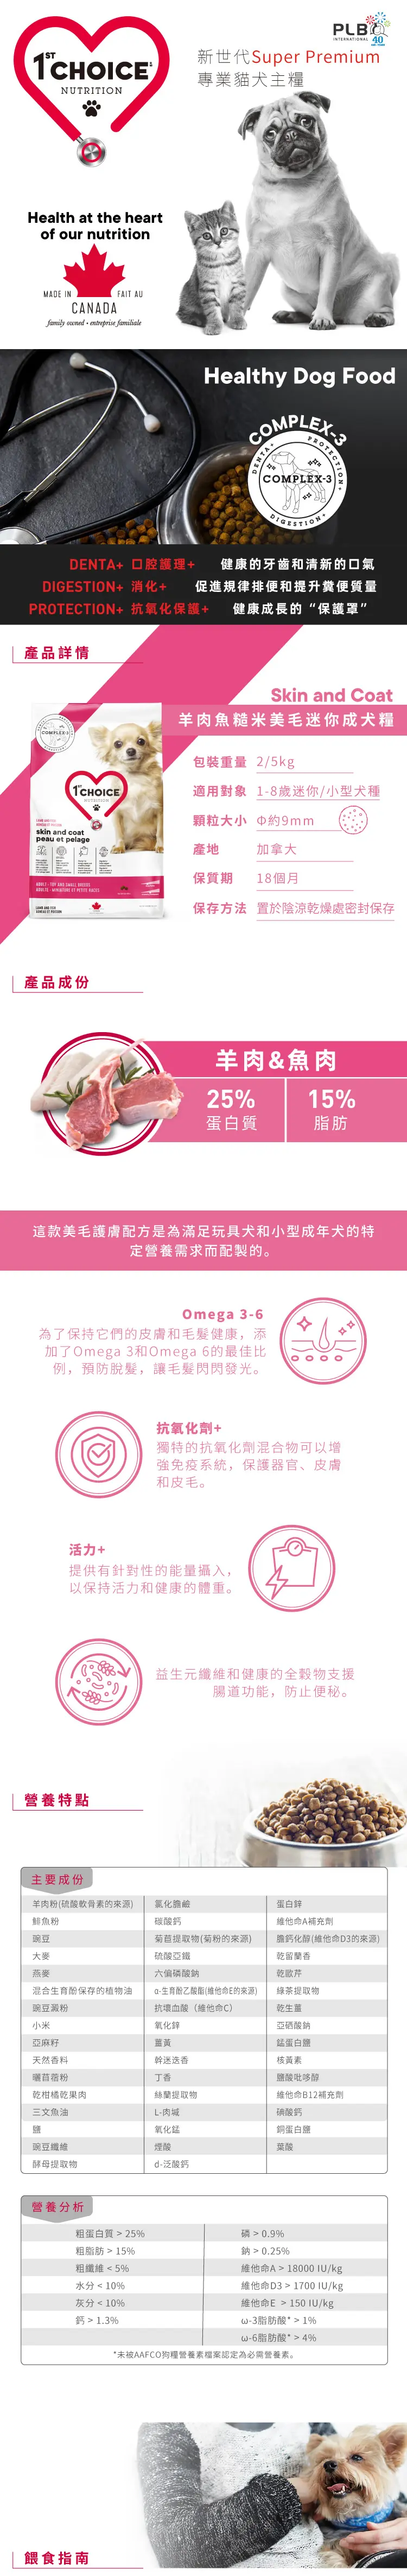 1ST CHOICE
NUTRITION
PLB
INTERNATIONAL
40
新世代Super Premium
專業貓犬主糧
Health at the heart
of our nutrition
MADE IN FAIT AU
CANADA
family owned • entreprise familiale
Healthy Dog Food
COMPLEX-3
DENTA+
PROTECTION+
COMPLEX-3
DIGESTION+
DENTA+ 口腔護理+ 健康的牙齒和清新的口氣
DIGESTION+ 消化+ 促進規律排便和提升糞便質量
PROTECTION+ 抗氧化保護+ 健康成長的“保護罩”
產品詳情
Skin and Coat
羊肉魚糙米美毛迷你成犬糧
COMPLEX-3
1ST CHOICE
NUTRITION
skin and coat
peau et pelage
包裝重量 2/5kg
適用對象 1-8歲迷你/小型犬種
顆粒大小 Φ約9mm
產地 加拿大
保質期 18個月
保存方法 置於陰涼乾燥處密封保存
產品成份
羊肉&魚肉
25% 15%
蛋白質 脂肪
這款美毛護膚配方是為滿足玩具犬和小型成年犬的特
定營養需求而配製的。
Omega 3-6
為了保持它們的皮膚和毛髮健康，添
加了Omega 3和Omega 6的最佳比
例，預防脫髮，讓毛髮閃閃發光。
抗氧化劑+
獨特的抗氧化劑混合物可以增
強免疫系統，保護器官、皮膚
和皮毛。
活力+
提供有針對性的能量攝入，
以保持活力和健康的體重。
益生元纖維和健康的全穀物支援
腸道功能，防止便秘。
營養特點
主要成份
羊肉粉(硫酸軟骨素的來源) 氯化膽鹼 蛋白鋅
鯡魚粉 碳酸鈣 維他命A補充劑
豌豆 菊苣提取物(菊粉的來源) 膽鈣化醇(維他命D3的來源)
大麥 硫酸亞鐵 乾留蘭香
燕麥 六偏磷酸鈉 乾歐芹
混合生育酚保存的植物油 α-生育酚乙酸酯(維他命E的來源) 綠茶提取物
豌豆澱粉 抗壞血酸（維他命C） 乾生薑
小米 氧化鋅 亞硒酸鈉
亞麻籽 薑黃 錳蛋白鹽
天然香料 幹迷迭香 核黃素
曬苜蓿粉 丁香 鹽酸吡哆醇
乾柑橘乾果肉 絲蘭提取物 維他命B12補充劑
三文魚油 L-肉堿 碘酸鈣
鹽 氧化錳 銅蛋白鹽
豌豆纖維 煙酸 葉酸
酵母提取物 d-泛酸鈣
營養分析
粗蛋白質 > 25% 磷 > 0.9%
粗脂肪 > 15% 鈉 > 0.25%
粗纖維 < 5% 維他命A > 18000 IU/kg
水分 < 10% 維他命D3 > 1700 IU/kg
灰分 < 10% 維他命E > 150 IU/kg
鈣 > 1.3% ω-3脂肪酸* > 1%
ω-6脂肪酸* > 4%
*未被AAFCO狗糧營養素檔案認定為必需營養素。
餵食指南